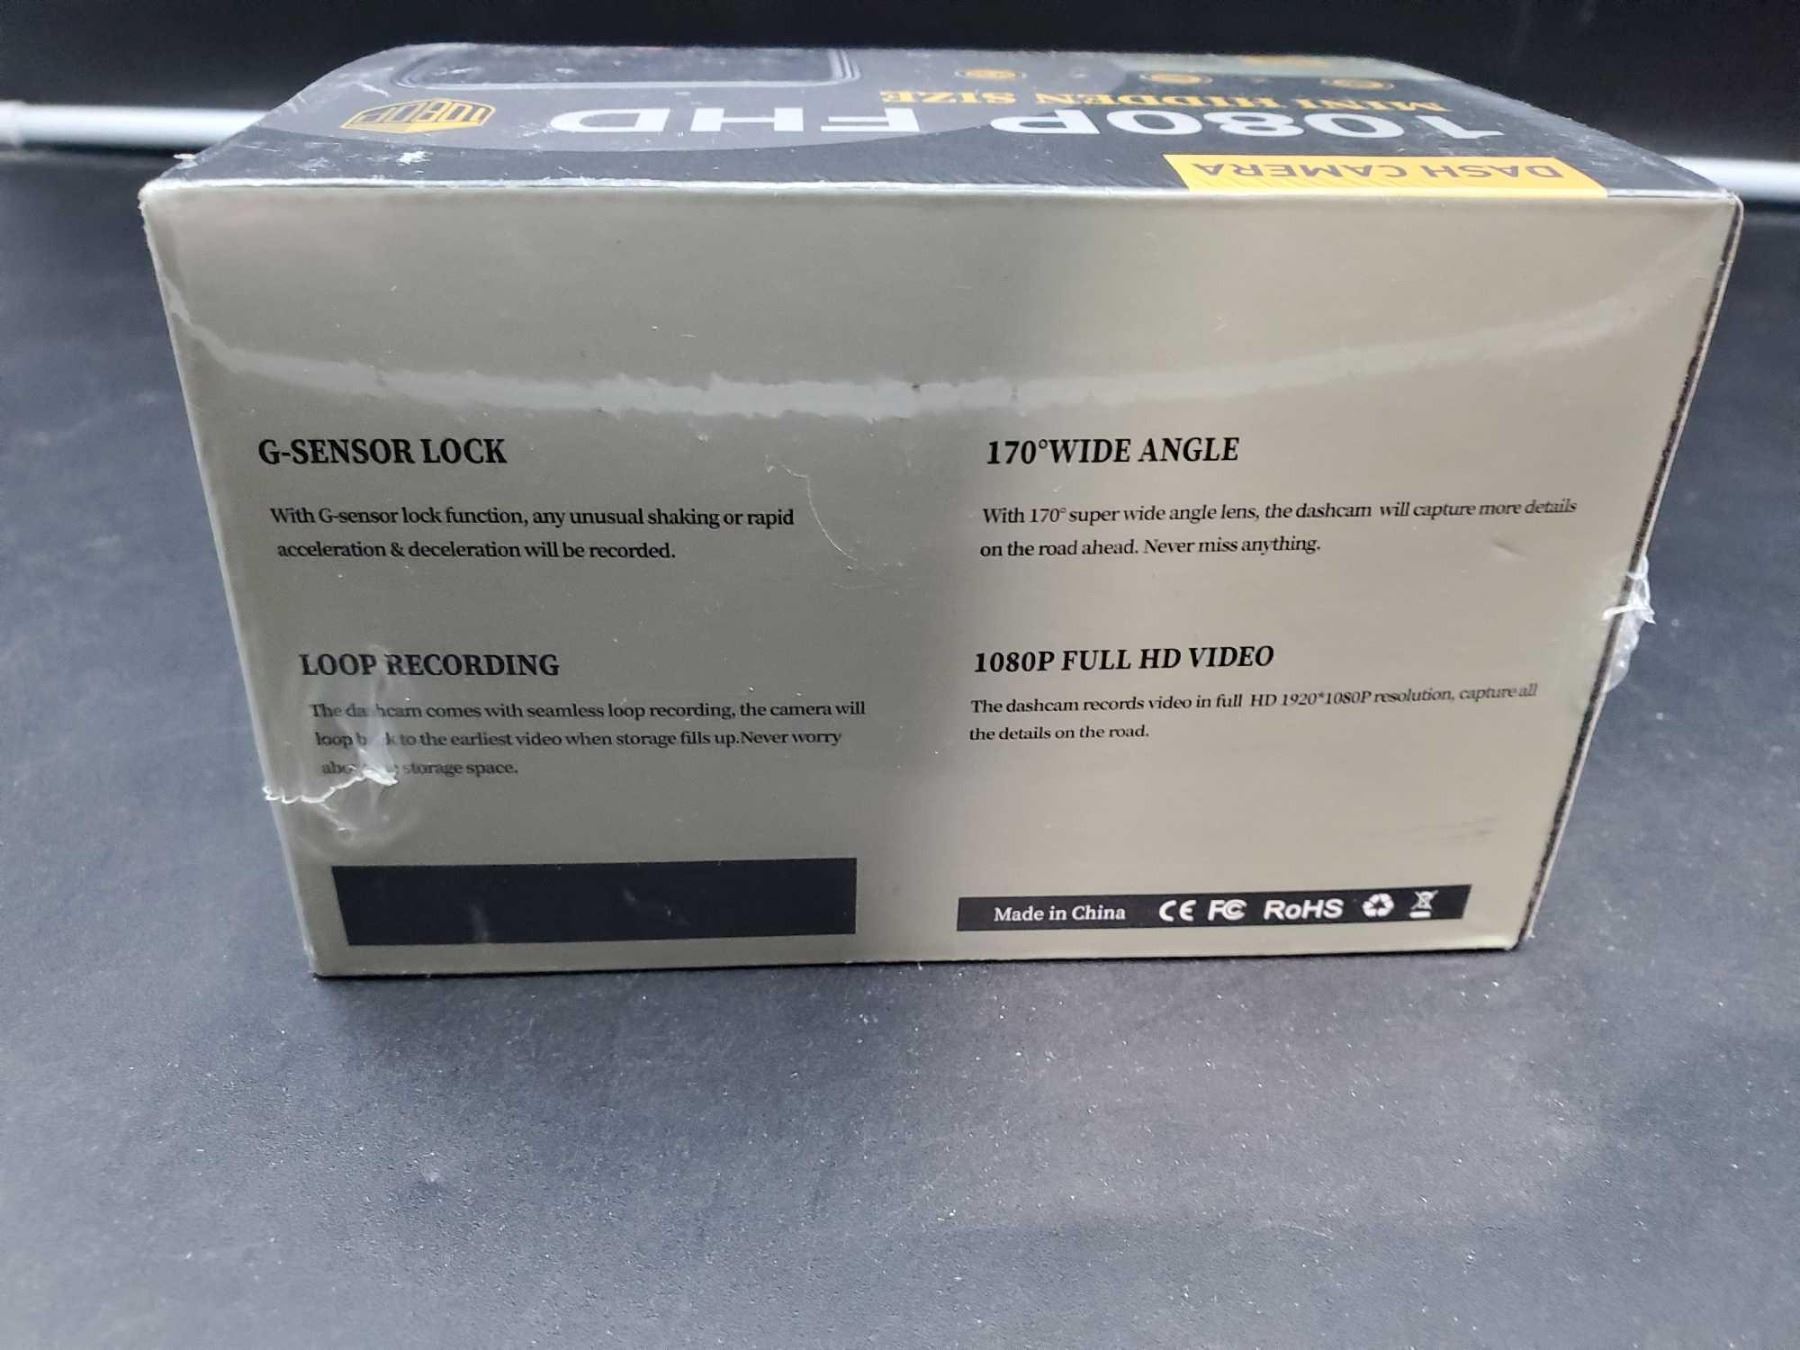 1080P FHD
MINI HIDDEN SIZE
DASH CAMERA
G-SENSOR LOCK
With G-sensor lock function, any unusual shaking or rapid
acceleration & deceleration will be recorded.
170°WIDE ANGLE
With 170° super wide angle lens, the dashcam will capture more details
on the road ahead. Never miss anything.
LOOP RECORDING
The dashcam comes with seamless loop recording, the camera will
loop back to the earliest video when storage fills up.Never worry
storage space.
1080P FULL HD VIDEO
The dashcam records video in full HD 1920*1080P resolution, capture all
the details on the road.
Made in China CE FC RoHS